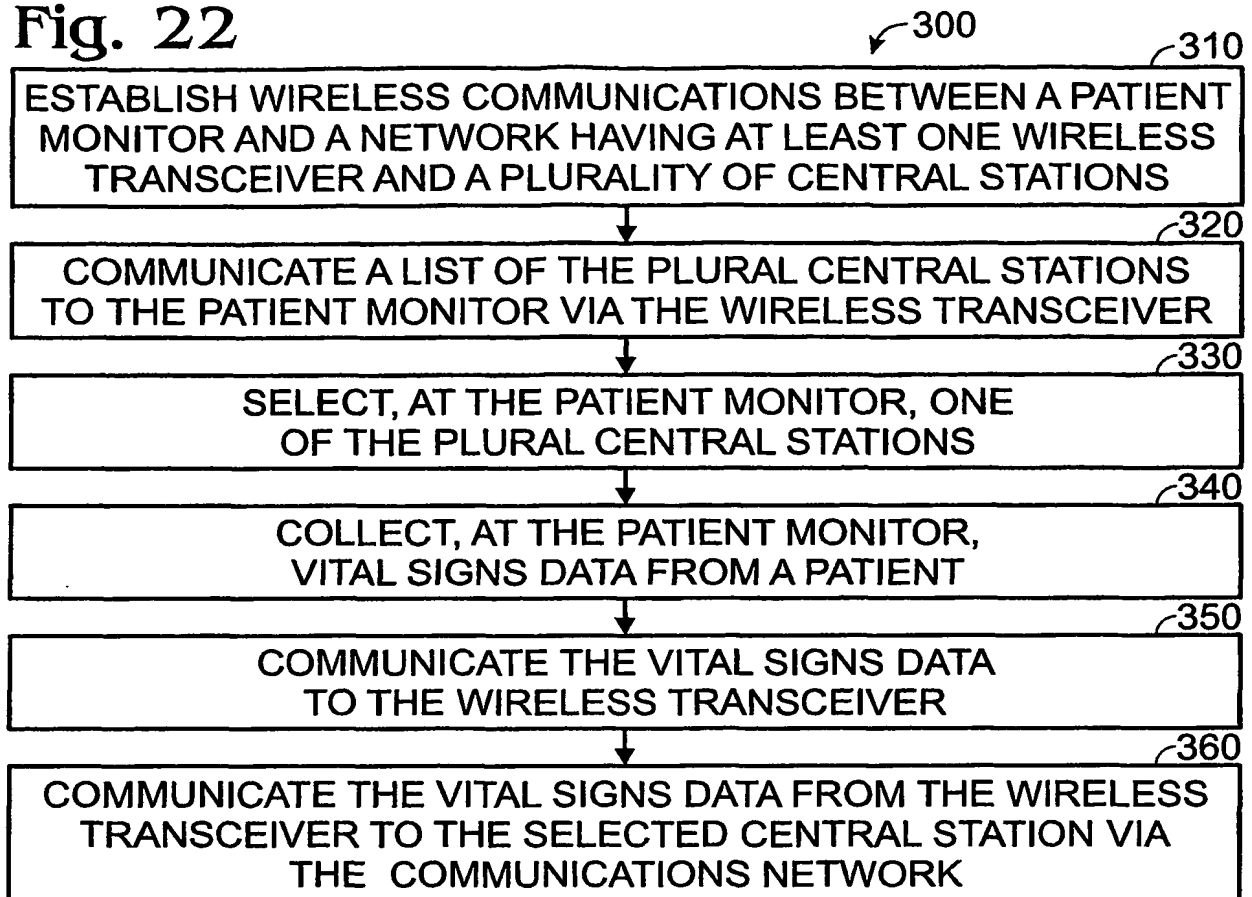 Fig. 22
300
310
ESTABLISH WIRELESS COMMUNICATIONS BETWEEN A PATIENT
MONITOR AND A NETWORK HAVING AT LEAST ONE WIRELESS
TRANSCEIVER AND A PLURALITY OF CENTRAL STATIONS
320
COMMUNICATE A LIST OF THE PLURAL CENTRAL STATIONS
TO THE PATIENT MONITOR VIA THE WIRELESS TRANSCEIVER
330
SELECT, AT THE PATIENT MONITOR, ONE
OF THE PLURAL CENTRAL STATIONS
340
COLLECT, AT THE PATIENT MONITOR,
VITAL SIGNS DATA FROM A PATIENT
350
COMMUNICATE THE VITAL SIGNS DATA
TO THE WIRELESS TRANSCEIVER
360
COMMUNICATE THE VITAL SIGNS DATA FROM THE WIRELESS
TRANSCEIVER TO THE SELECTED CENTRAL STATION VIA
THE COMMUNICATIONS NETWORK